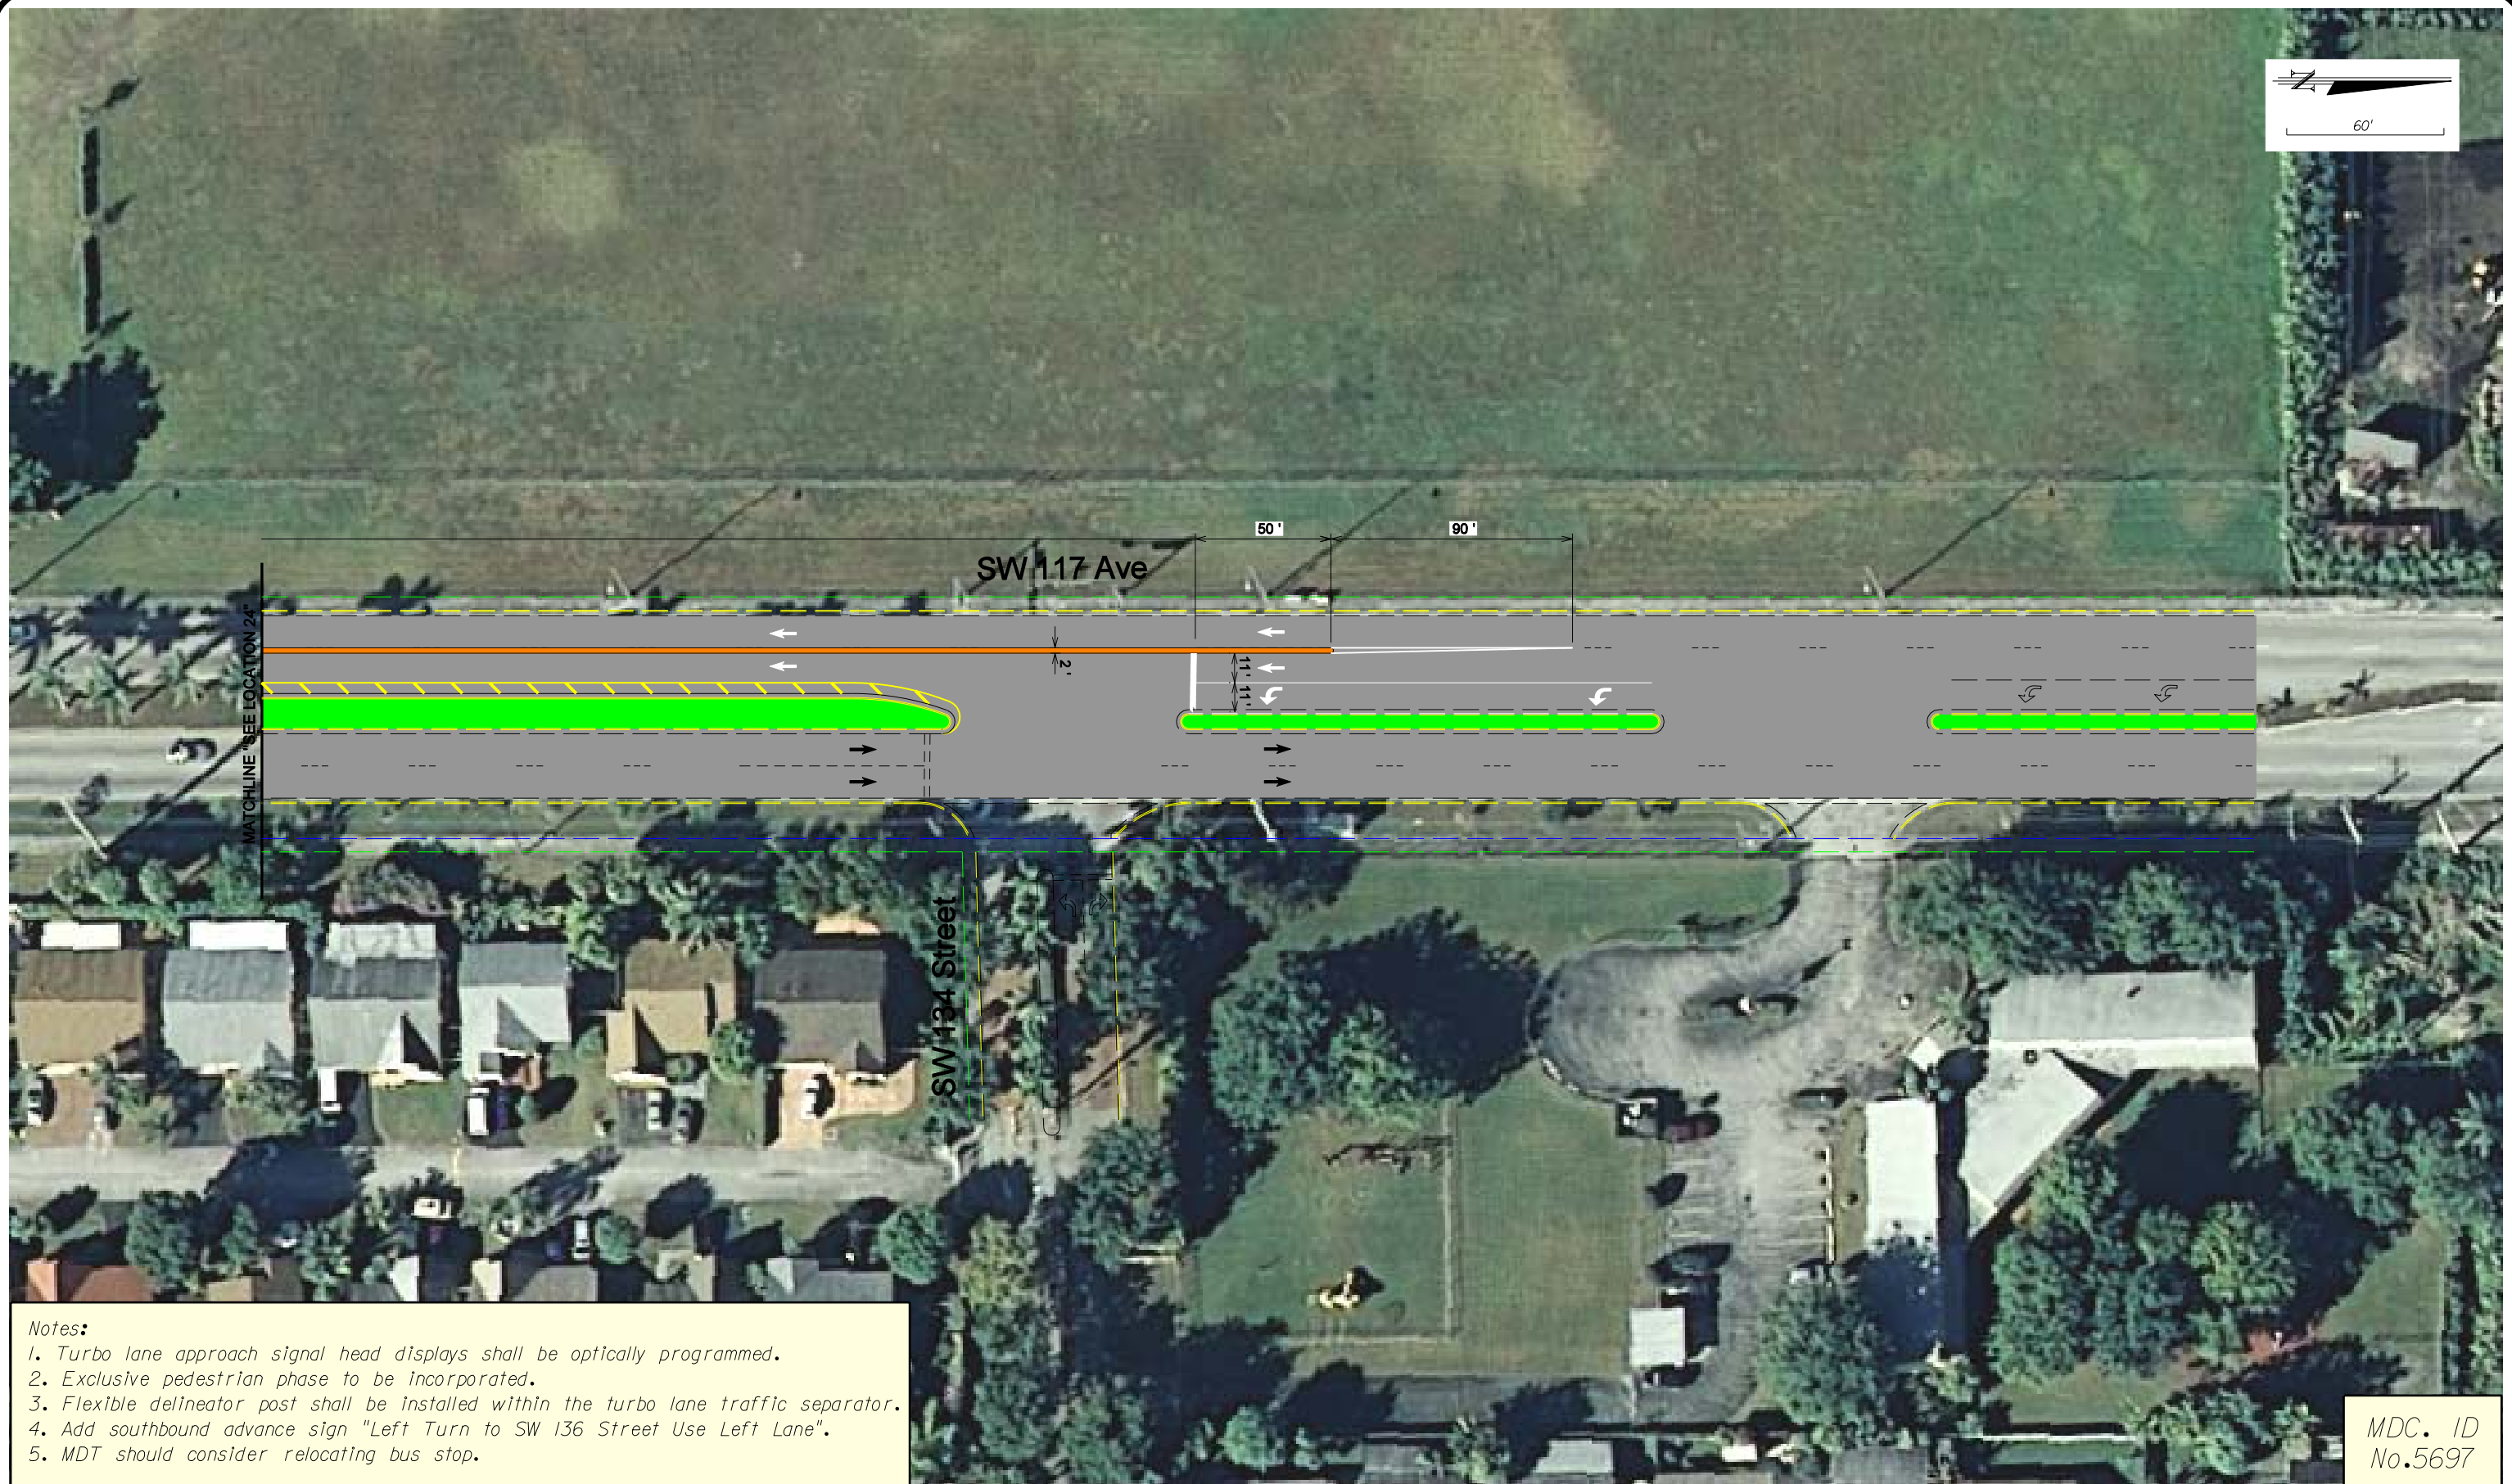 N
60'
50 '
90 '
SW 117 Ave
MATCHLINE "SEE LOCATION 24"
2'
11'
11'
SW 134 Street
Notes:
1. Turbo lane approach signal head displays shall be optically programmed.
2. Exclusive pedestrian phase to be incorporated.
3. Flexible delineator post shall be installed within the turbo lane traffic separator.
4. Add southbound advance sign "Left Turn to SW 136 Street Use Left Lane".
5. MDT should consider relocating bus stop.
MDC. ID
No.5697